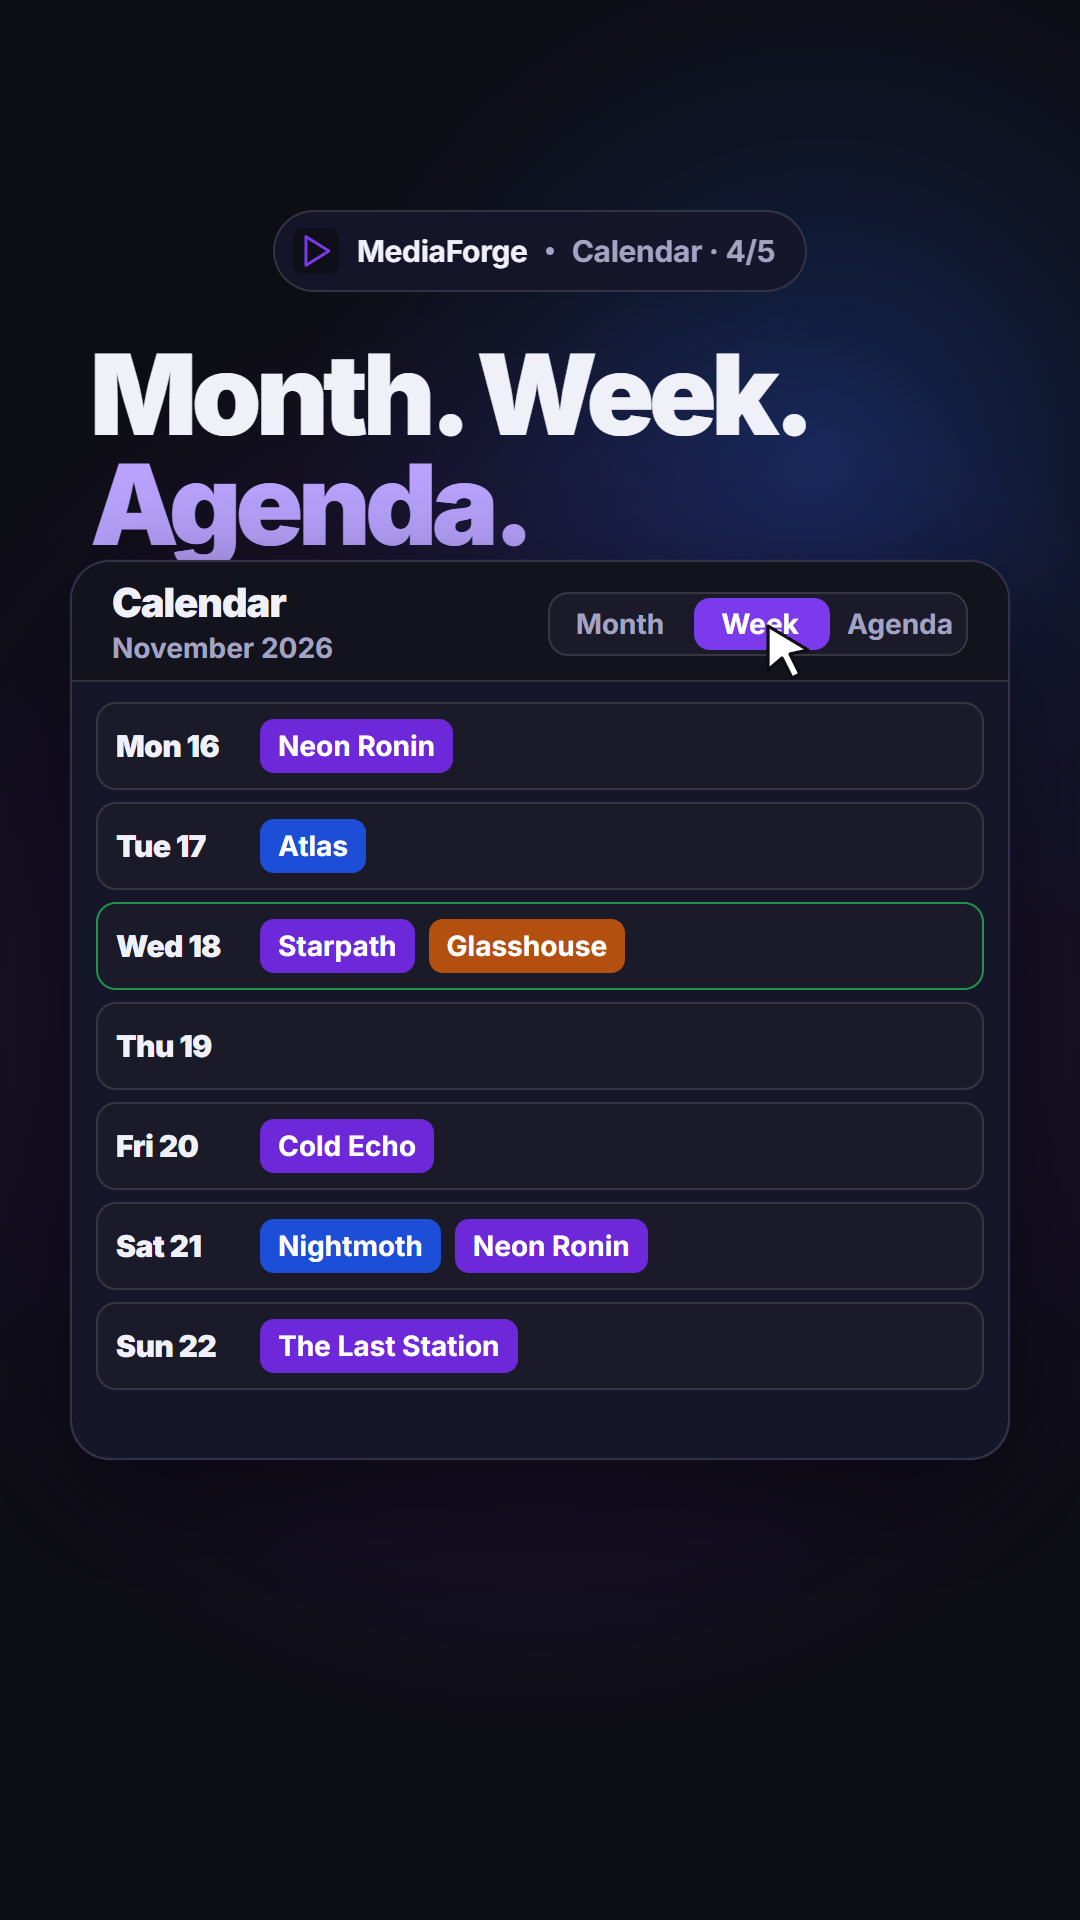 MediaForge • Calendar · 4/5
Month. Week.
Agenda.
Calendar
November 2026
Month Week Agenda
Mon 16 Neon Ronin
Tue 17 Atlas
Wed 18 Starpath Glasshouse
Thu 19
Fri 20 Cold Echo
Sat 21 Nightmoth Neon Ronin
Sun 22 The Last Station